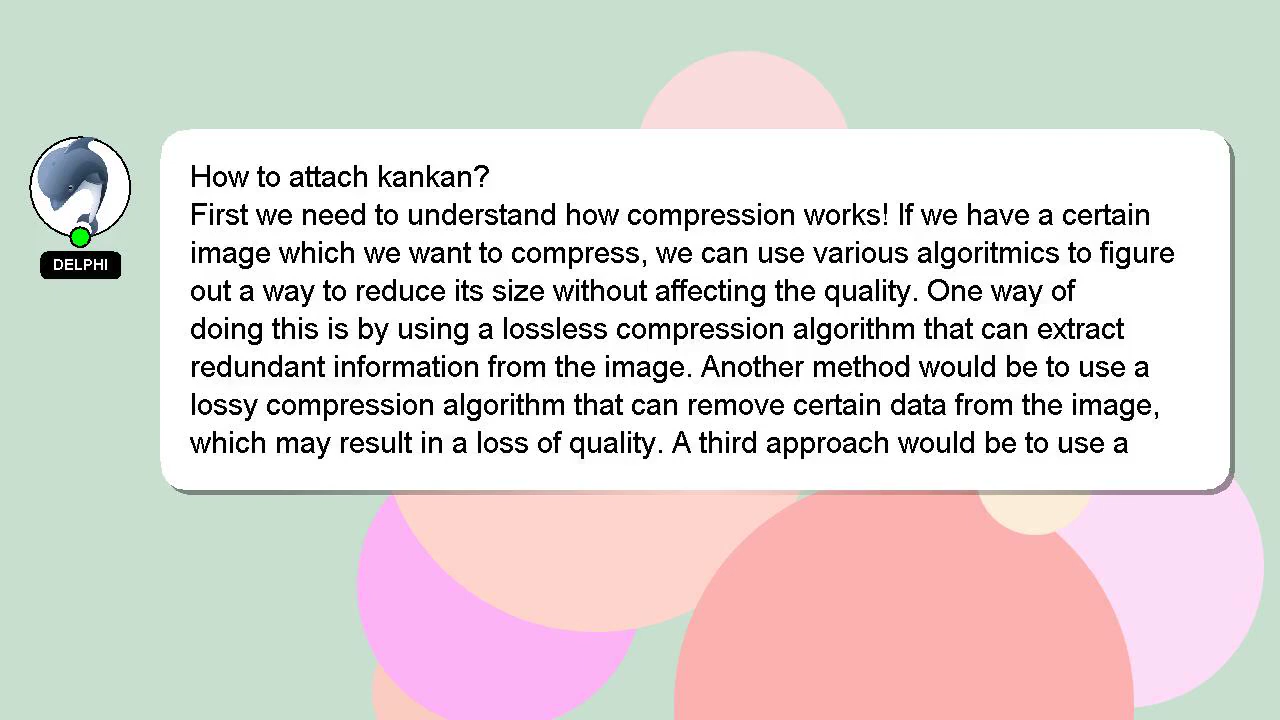 How to attach kankan?
First we need to understand how compression works! If we have a certain
image which we want to compress, we can use various algoritmics to figure
out a way to reduce its size without affecting the quality. One way of
doing this is by using a lossless compression algorithm that can extract
redundant information from the image. Another method would be to use a
lossy compression algorithm that can remove certain data from the image,
which may result in a loss of quality. A third approach would be to use a
DELPHI